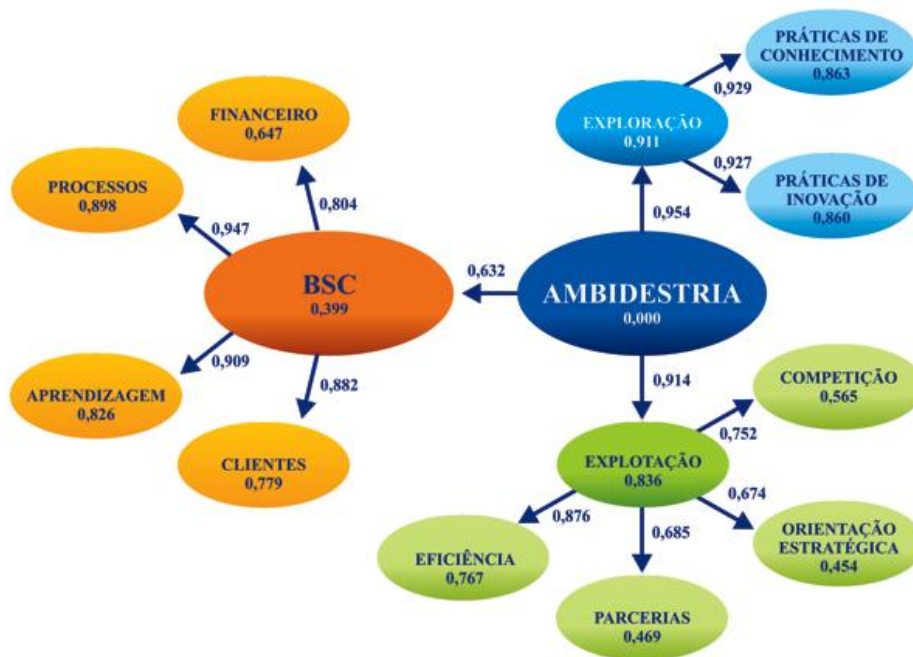 PRÁTICAS DE
CONHECIMENTO
0,863
0,929
EXPLORAÇÃO
0,911
0,927
PRÁTICAS DE
INOVAÇÃO
0,860
FINANCEIRO
0,647
PROCESSOS
0,898
0,804
0,947
0,954
BSC
0,399
0,632
AMBIDESTRIA
0,000
0,909
0,882
APRENDIZAGEM
0,826
CLIENTES
0,779
0,914
COMPETIÇÃO
0,565
0,752
EXPLOTAÇÃO
0,836
0,876
0,685
0,674
ORIENTAÇÃO
ESTRATÉGICA
0,454
EFICIÊNCIA
0,767
PARCERIAS
0,469